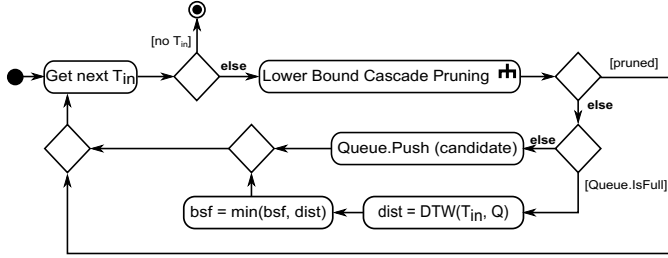 [no T_in]
Get next T_in
else
Lower Bound Cascade Pruning
[pruned]
else
Queue.Push (candidate)
else
[Queue.IsFull]
bsf = min(bsf, dist)
dist = DTW(T_in, Q)